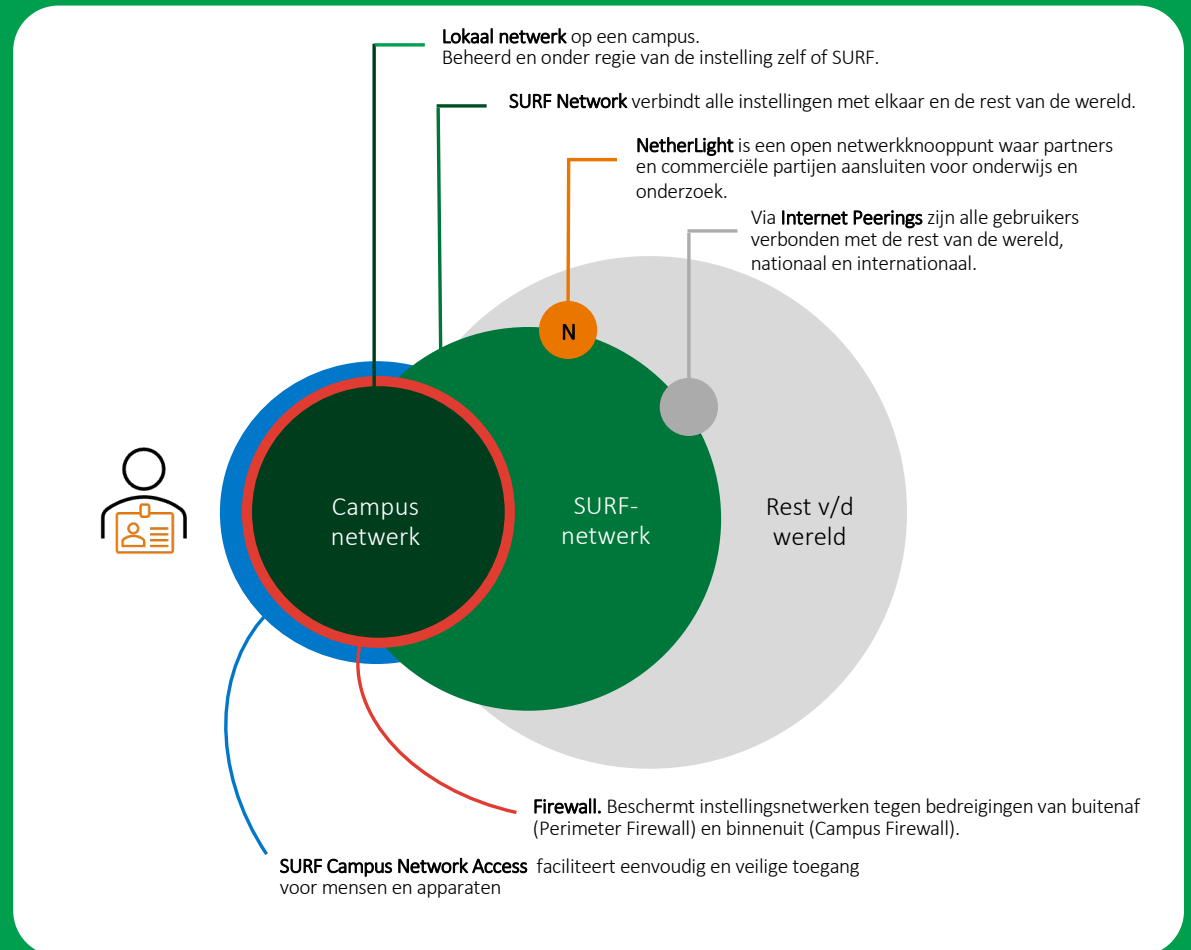 Lokaal netwerk op een campus.
Beheerd en onder regie van de instelling zelf of SURF.
SURF Network verbindt alle instellingen met elkaar en de rest van de wereld.
NetherLight is een open netwerkknooppunt waar partners
en commerciële partijen aansluiten voor onderwijs en
onderzoek.
Via Internet Peerings zijn alle gebruikers
verbonden met de rest van de wereld,
nationaal en internationaal.
N
Campus
netwerk
SURF-
netwerk
Rest v/d
wereld
Firewall. Beschermt instellingsnetwerken tegen bedreigingen van buitenaf
(Perimeter Firewall) en binnenuit (Campus Firewall).
SURF Campus Network Access faciliteert eenvoudig en veilige toegang
voor mensen en apparaten